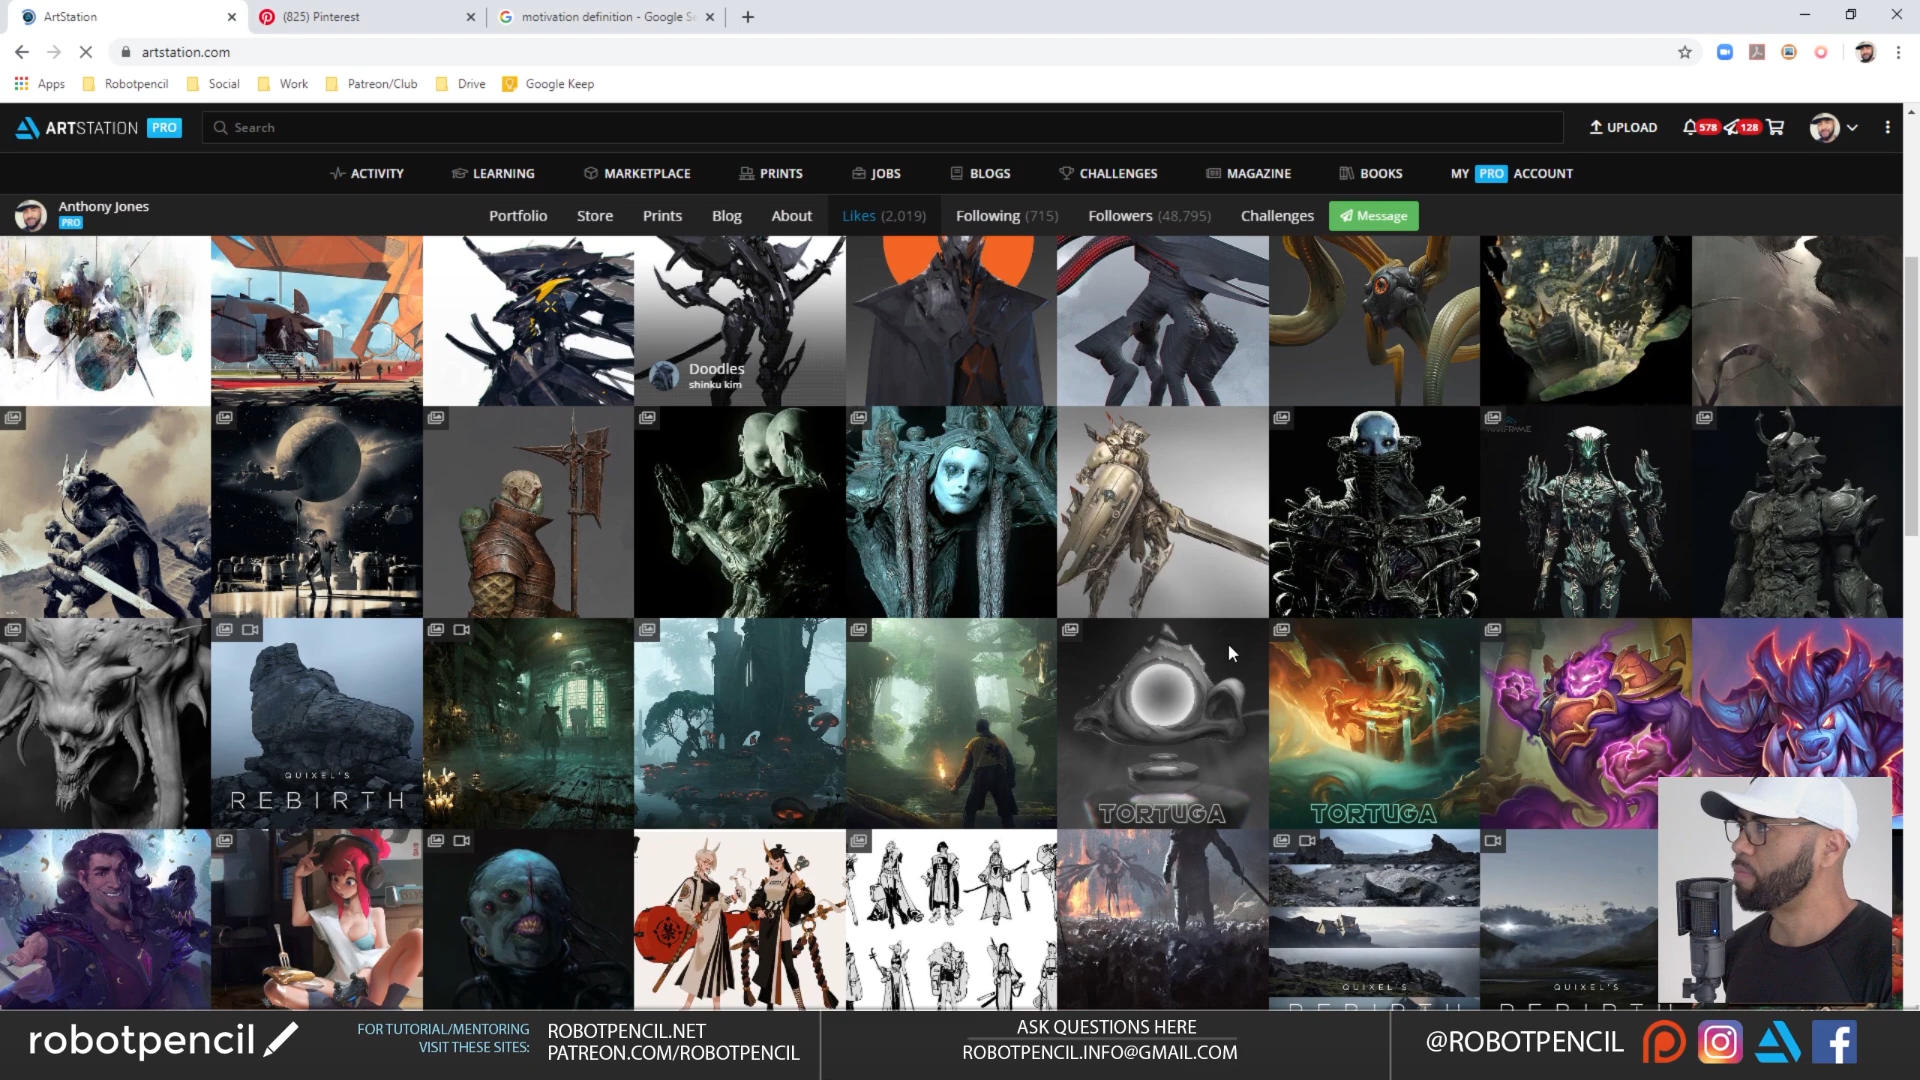 ArtStation
(825) Pinterest
motivation definition - Google Se
artstation.com
Apps
Robotpencil
Social
Work
Patreon/Club
Drive
Google Keep
ARTSTATION PRO
Search
UPLOAD
578
128
ACTIVITY
LEARNING
MARKETPLACE
PRINTS
JOBS
BLOGS
CHALLENGES
MAGAZINE
BOOKS
MY PRO ACCOUNT
Anthony Jones
PRO
Portfolio
Store
Prints
Blog
About
Likes (2,019)
Following (715)
Followers (48,795)
Challenges
Message
Doodles
shinku kim
QUIXEL'S
REBIRTH
TORTUGA
TORTUGA
QUIXEL'S
REBIRTH
QUIXEL'S
REBIRTH
robotpencil
FOR TUTORIAL/MENTORING
VISIT THESE SITES:
ROBOTPENCIL.NET
PATREON.COM/ROBOTPENCIL
ASK QUESTIONS HERE
ROBOTPENCIL.INFO@GMAIL.COM
@ROBOTPENCIL